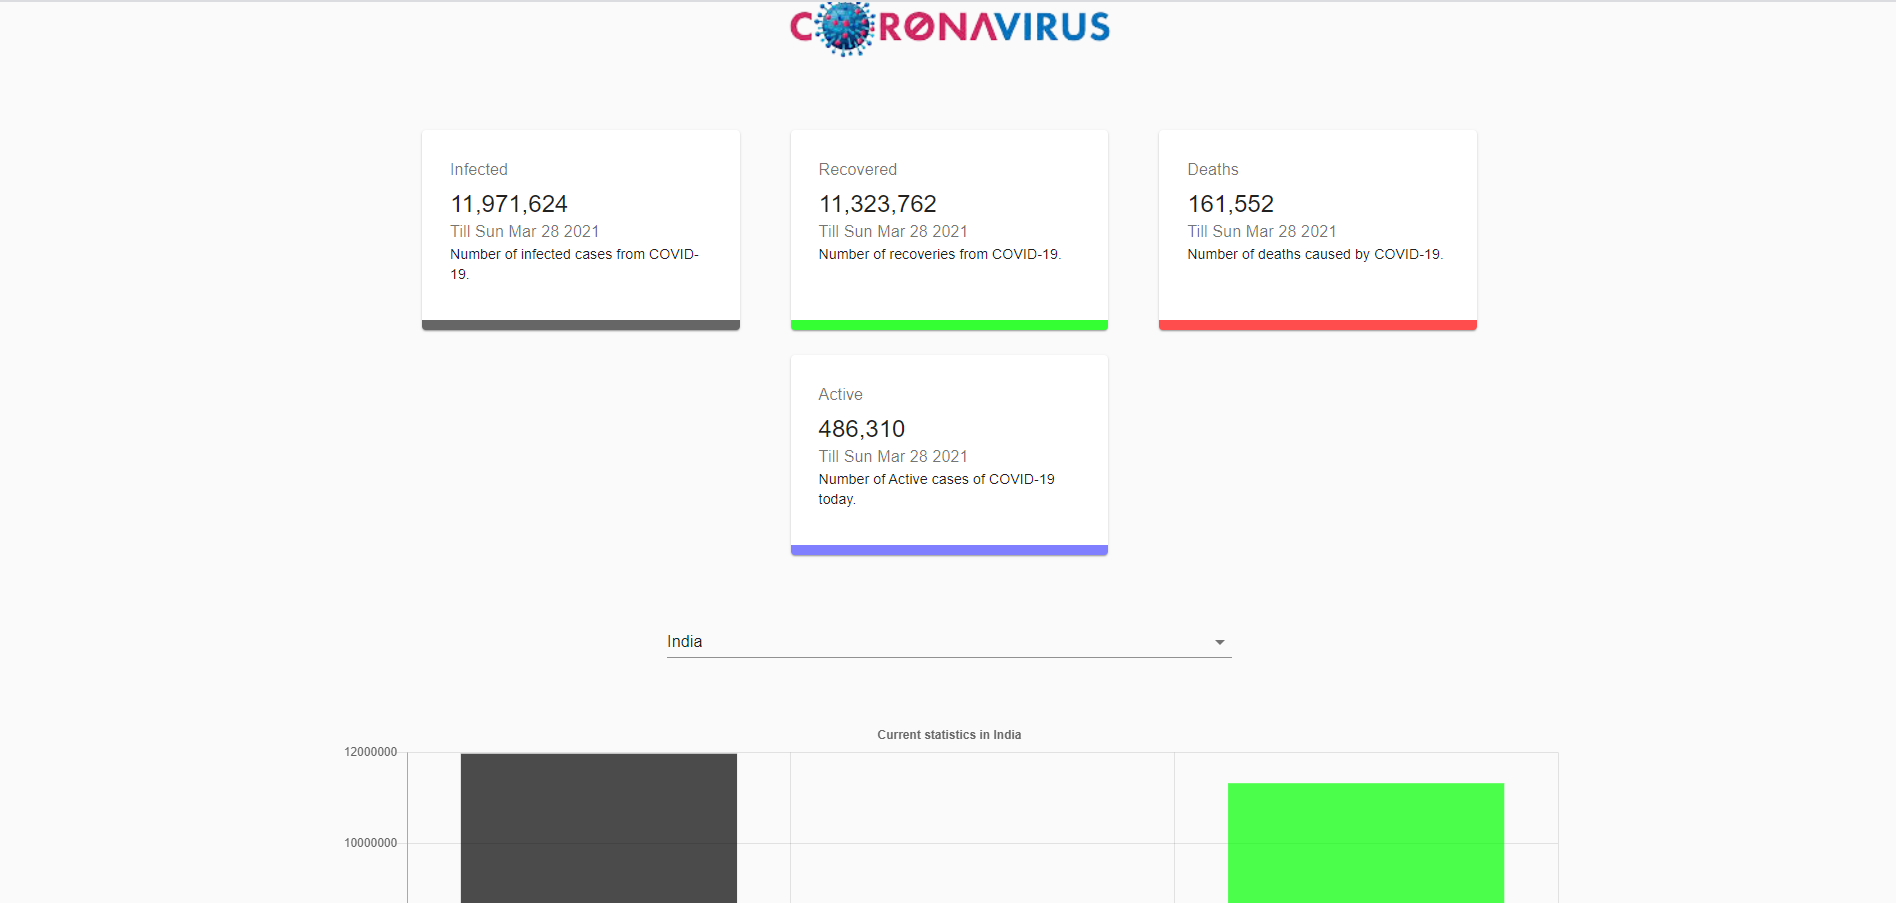 CORONAVIRUS
Infected
11,971,624
Till Sun Mar 28 2021
Number of infected cases from COVID-
19.
Recovered
11,323,762
Till Sun Mar 28 2021
Number of recoveries from COVID-19.
Deaths
161,552
Till Sun Mar 28 2021
Number of deaths caused by COVID-19.
Active
486,310
Till Sun Mar 28 2021
Number of Active cases of COVID-19
today.
India
Current statistics in India
12000000
10000000